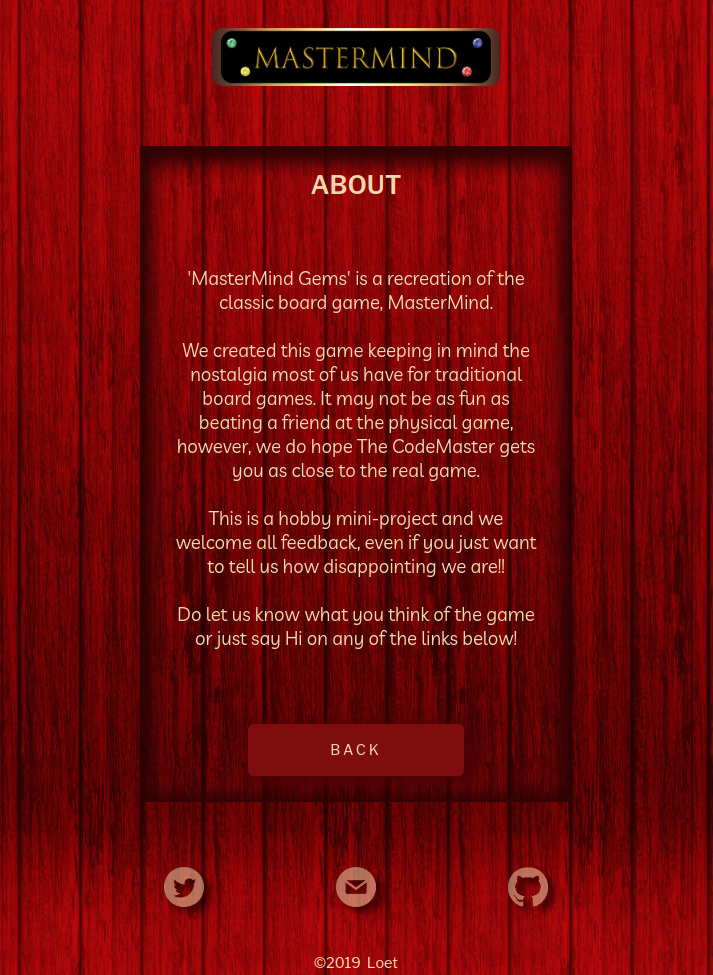 MASTERMIND
ABOUT
'MasterMind Gems' is a recreation of the
classic board game, MasterMind.
We created this game keeping in mind the
nostalgia most of us have for traditional
board games. It may not be as fun as
beating a friend at the physical game,
however, we do hope The CodeMaster gets
you as close to the real game.
This is a hobby mini-project and we
welcome all feedback, even if you just want
to tell us how disappointing we are!!
Do let us know what you think of the game
or just say Hi on any of the links below!
BACK
©2019 Loet